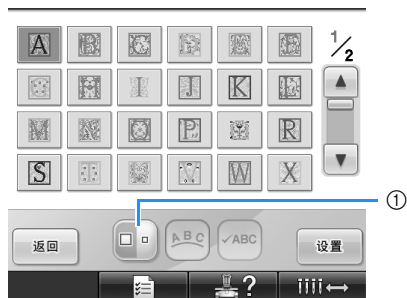 A B C E B
I J K L
M N O P R
S V W X
1/2
①
返回
ABC
✓ABC
设置
?